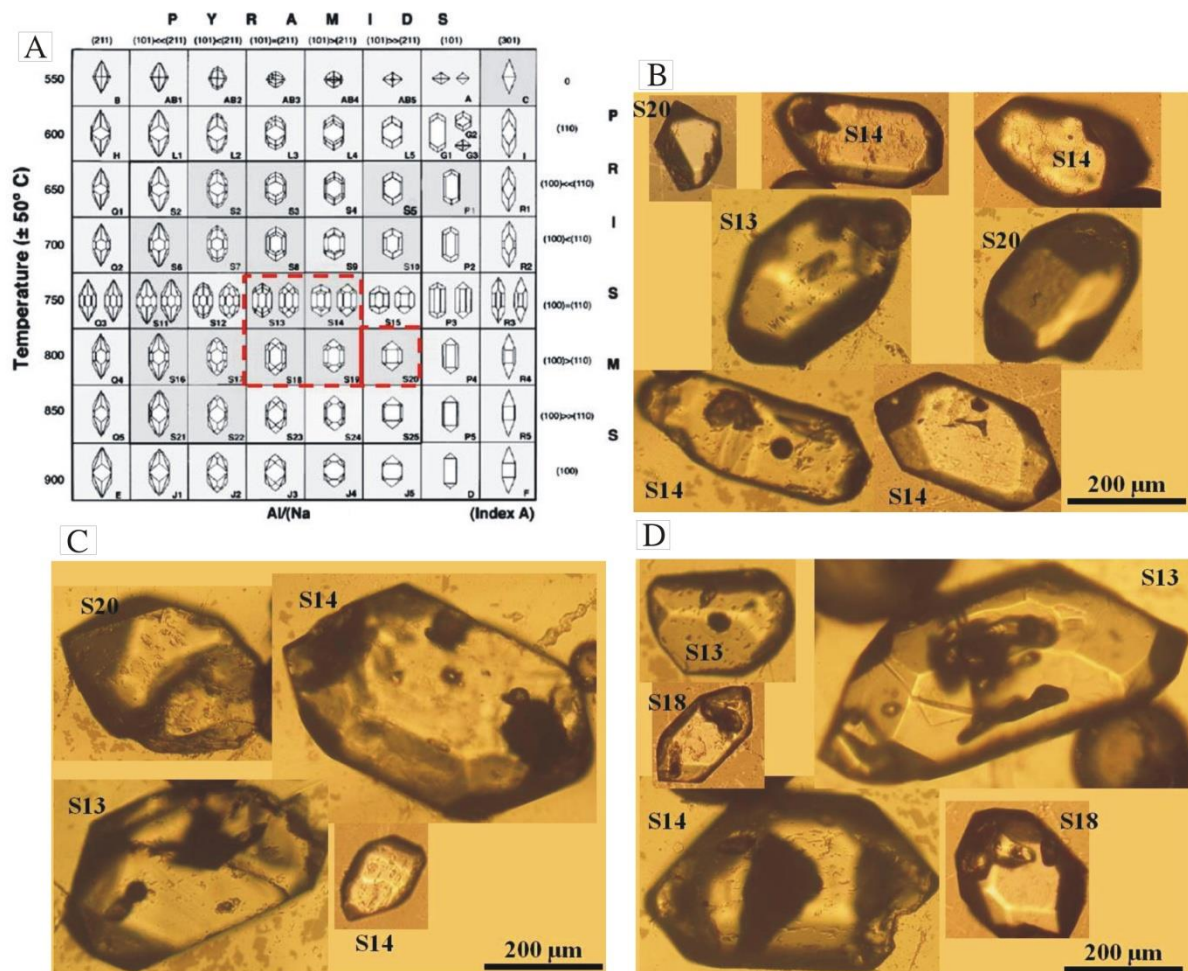 A
P Y R A M I D S
(211) (101)<<(211) (101)<(211) (101)=(211) (101)>(211) (101)>>(211) (101) (301)
Temperature (± 50° C)
550 B AB1 AB2 AB3 AB4 AB5 A C 0
600 H L1 L2 L3 L4 L5 G1 G2 G3 I (110)
650 Q1 S2 S3 S4 S5 P1 R1 (100)<<(110)
700 Q2 S6 S7 S8 S9 S10 P2 R2 (100)<(110)
750 Q3 S11 S12 S13 S14 S15 P3 R3 (100)=(110)
800 Q4 S16 S18 S19 S20 P4 R4 (100)>(110)
850 Q5 S21 S22 S23 S24 S25 P5 R5 (100)>>(110)
900 E J1 J2 J3 J4 J5 D F (100)
Al/(Na (Index A)
P R I S M S
B
S20
S14
S14
S13
S20
S14
S14
200 µm
C
S20
S14
S13
S14
200 µm
D
S13
S13
S18
S14
S18
200 µm